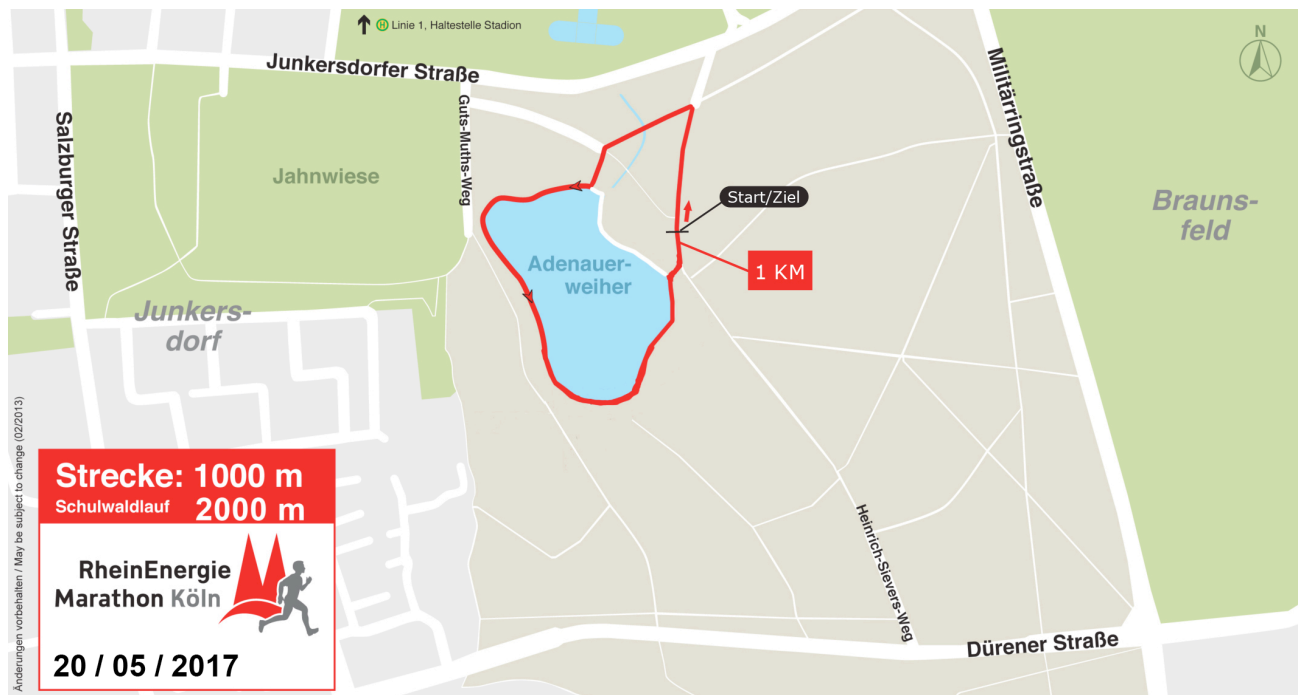 Linie 1, Haltestelle Stadion
H
N
Junkersdorfer Straße
Militärringstraße
Guts-Muths-Weg
Salzburger Straße
Jahnwiese
Start/Ziel
Brauns-
feld
Adenauer-
weiher
1 KM
Junkers-
dorf
Änderungen vorbehalten / May be subject to change (02/2013)
Strecke: 1000 m
Schulwaldlauf 2000 m
RheinEnergie
Marathon Köln
20 / 05 / 2017
Heinrich-Sievers-Weg
Dürener Straße